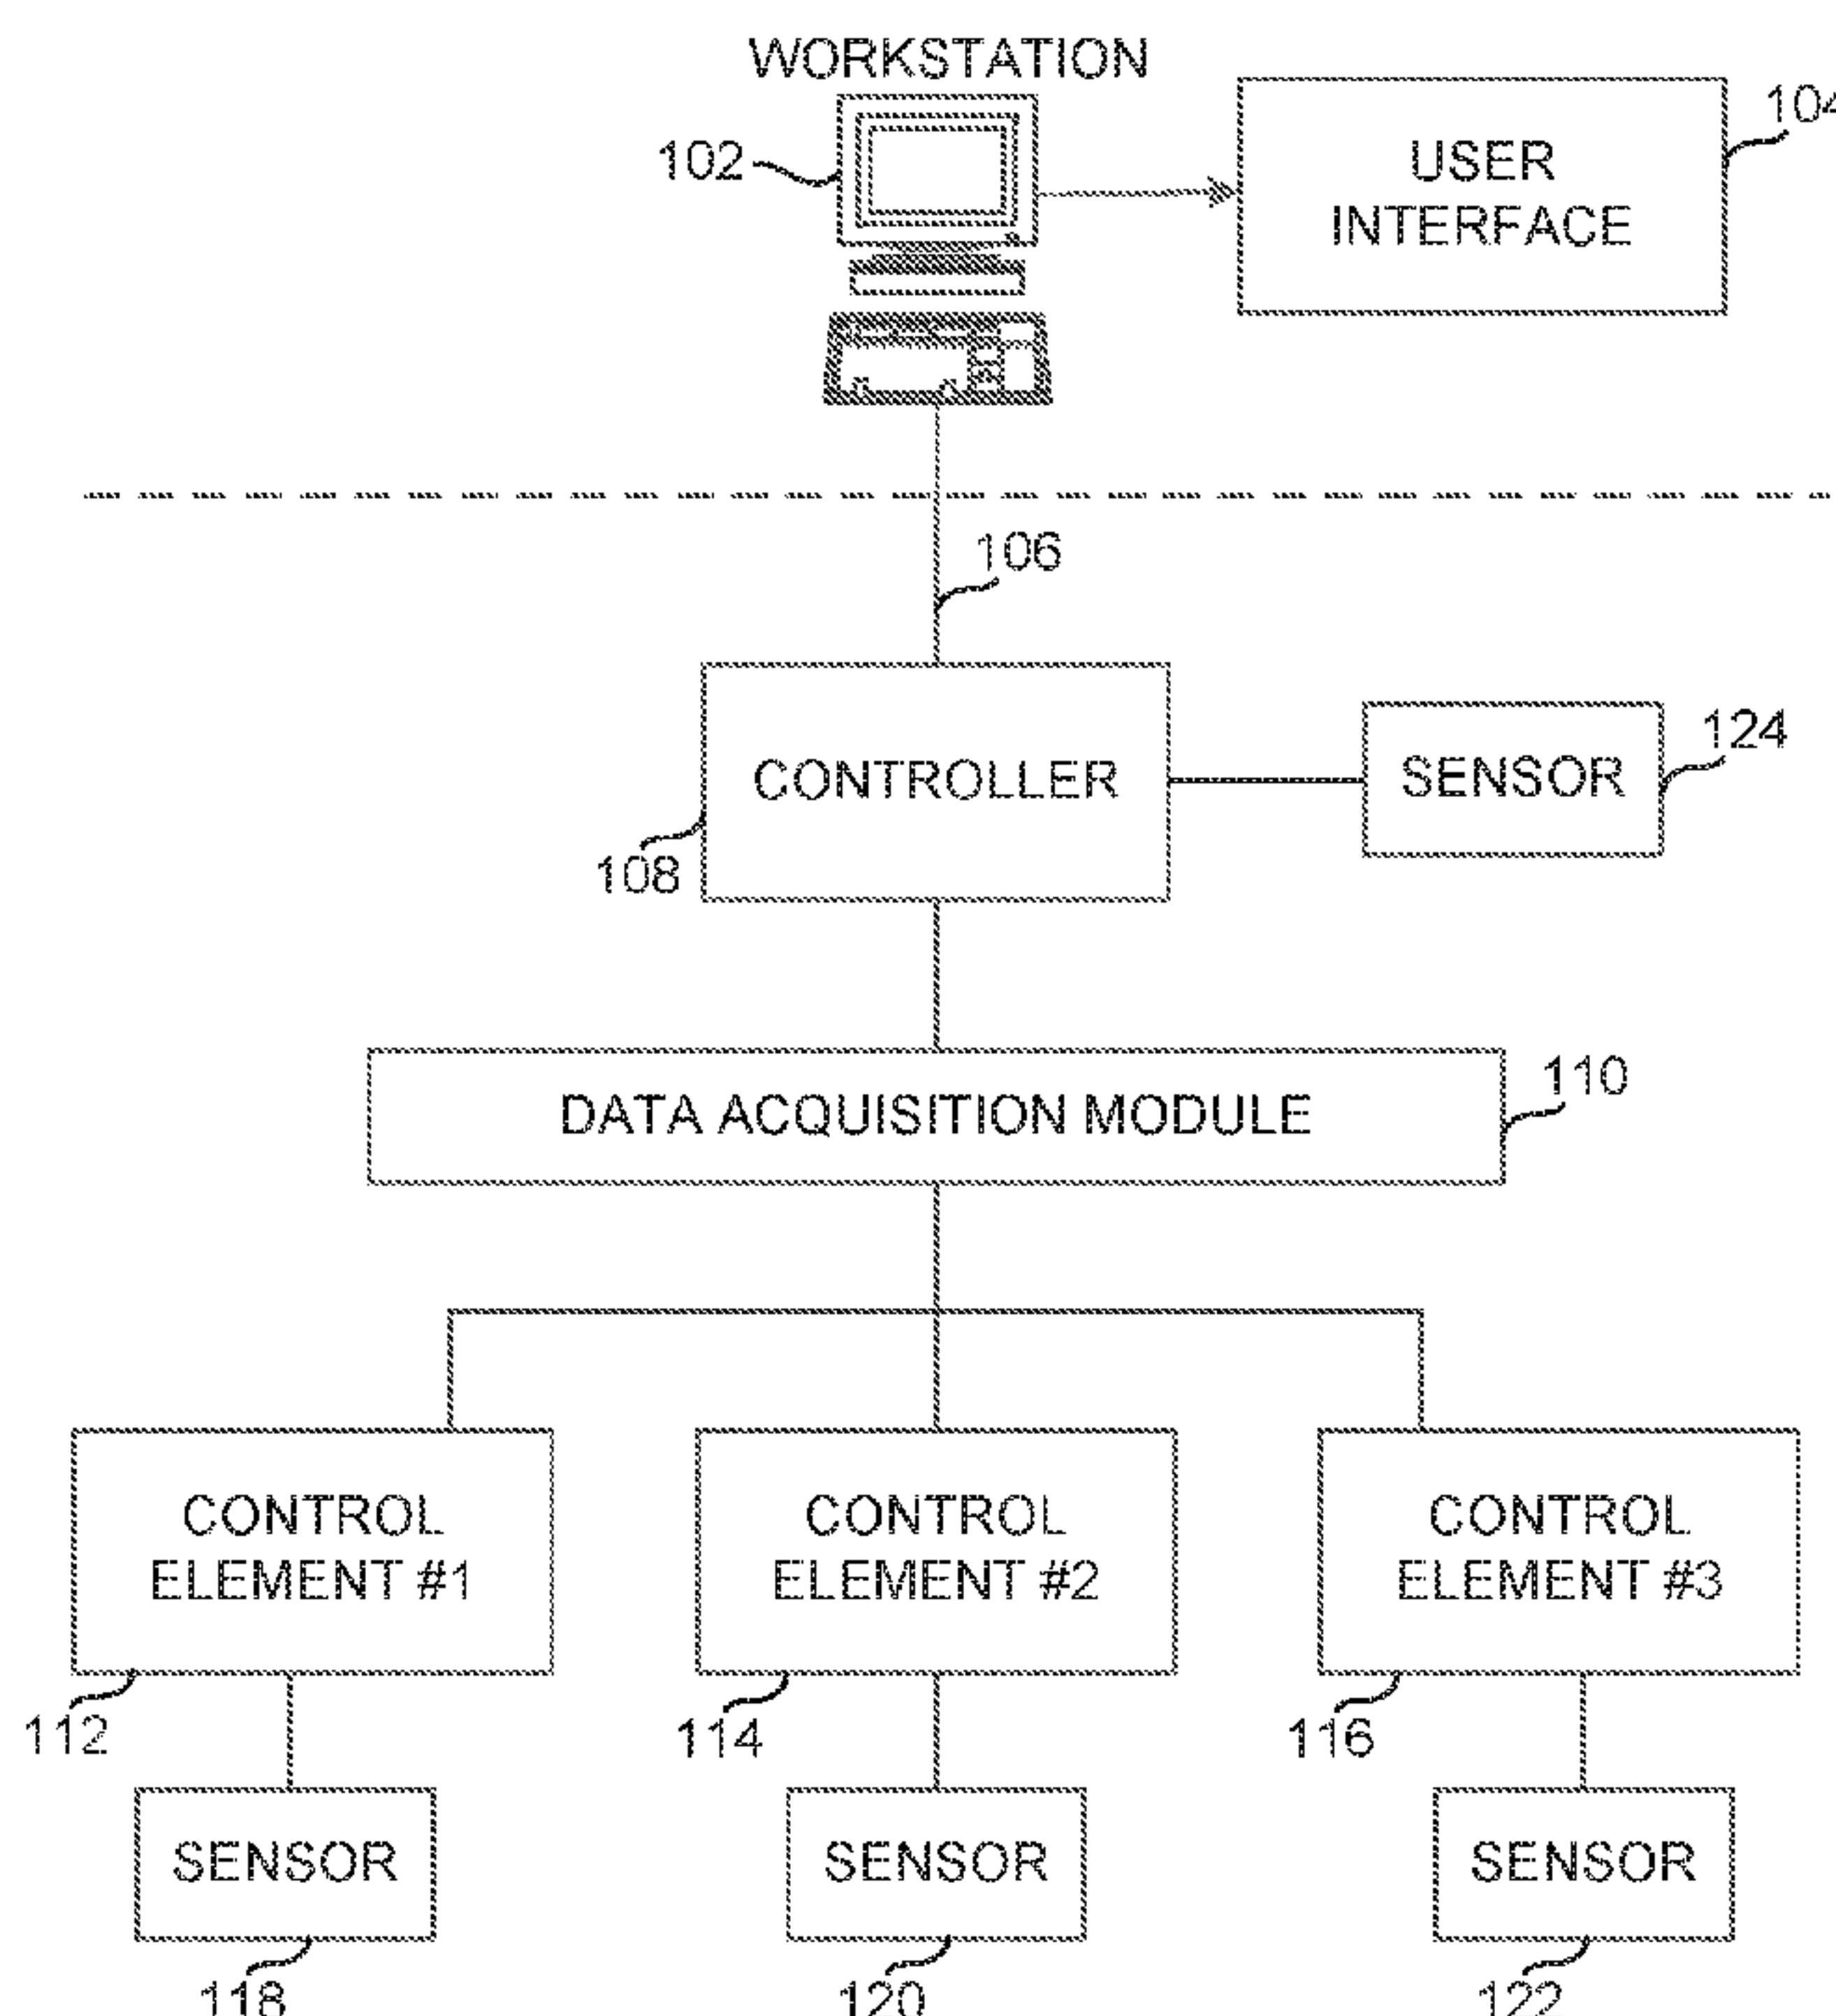 WORKSTATION
102
USER
INTERFACE
104
106
CONTROLLER
SENSOR
124
108
DATA ACQUISITION MODULE
110
CONTROL
ELEMENT #1
CONTROL
ELEMENT #2
CONTROL
ELEMENT #3
112
114
116
SENSOR
SENSOR
SENSOR
118
120
122